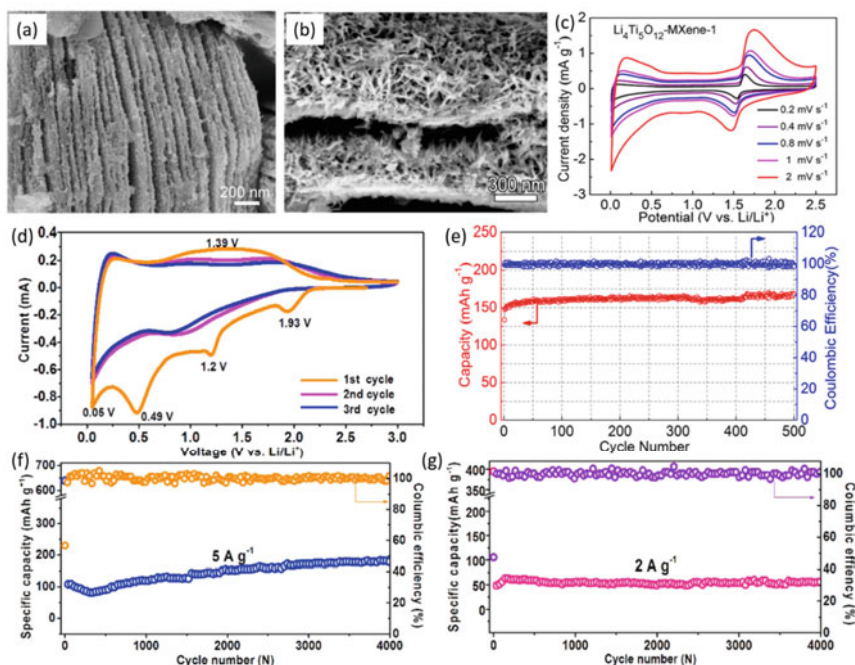 (a)
200 nm
(b)
300 nm
(c)
Li₄Ti₅O₁₂-MXene-1
Current density (mA g⁻¹)
2
1
0
-1
-2
-3
0.2 mV s⁻¹
0.4 mV s⁻¹
0.8 mV s⁻¹
1 mV s⁻¹
2 mV s⁻¹
0.0 0.5 1.0 1.5 2.0 2.5
Potential (V vs. Li/Li⁺)
(d)
Current (mA)
0.4
0.2
0.0
-0.2
-0.4
-0.6
-0.8
-1.0
1.39 V
1.93 V
1.2 V
0.05 V
0.49 V
1st cycle
2nd cycle
3rd cycle
0.0 0.5 1.0 1.5 2.0 2.5 3.0
Voltage (V vs. Li/Li⁺)
(e)
Capacity (mAh g⁻¹)
250
200
150
100
50
0
120
100
80
60
40
20
0
Coulombic Efficiency(%)
0 100 200 300 400 500
Cycle Number
(f)
Specific capacity (mAh g⁻¹)
700
600
300
200
100
0
5 A g⁻¹
100
80
60
40
20
0
Columbic efficiency (%)
0 1000 2000 3000 4000
Cycle number (N)
(g)
Specific capacity(mAh g⁻¹)
400
350
200
150
100
50
0
2 A g⁻¹
100
80
60
40
20
0
Columbic effiency (%)
0 1000 2000 3000 4000
Cycle number (N)